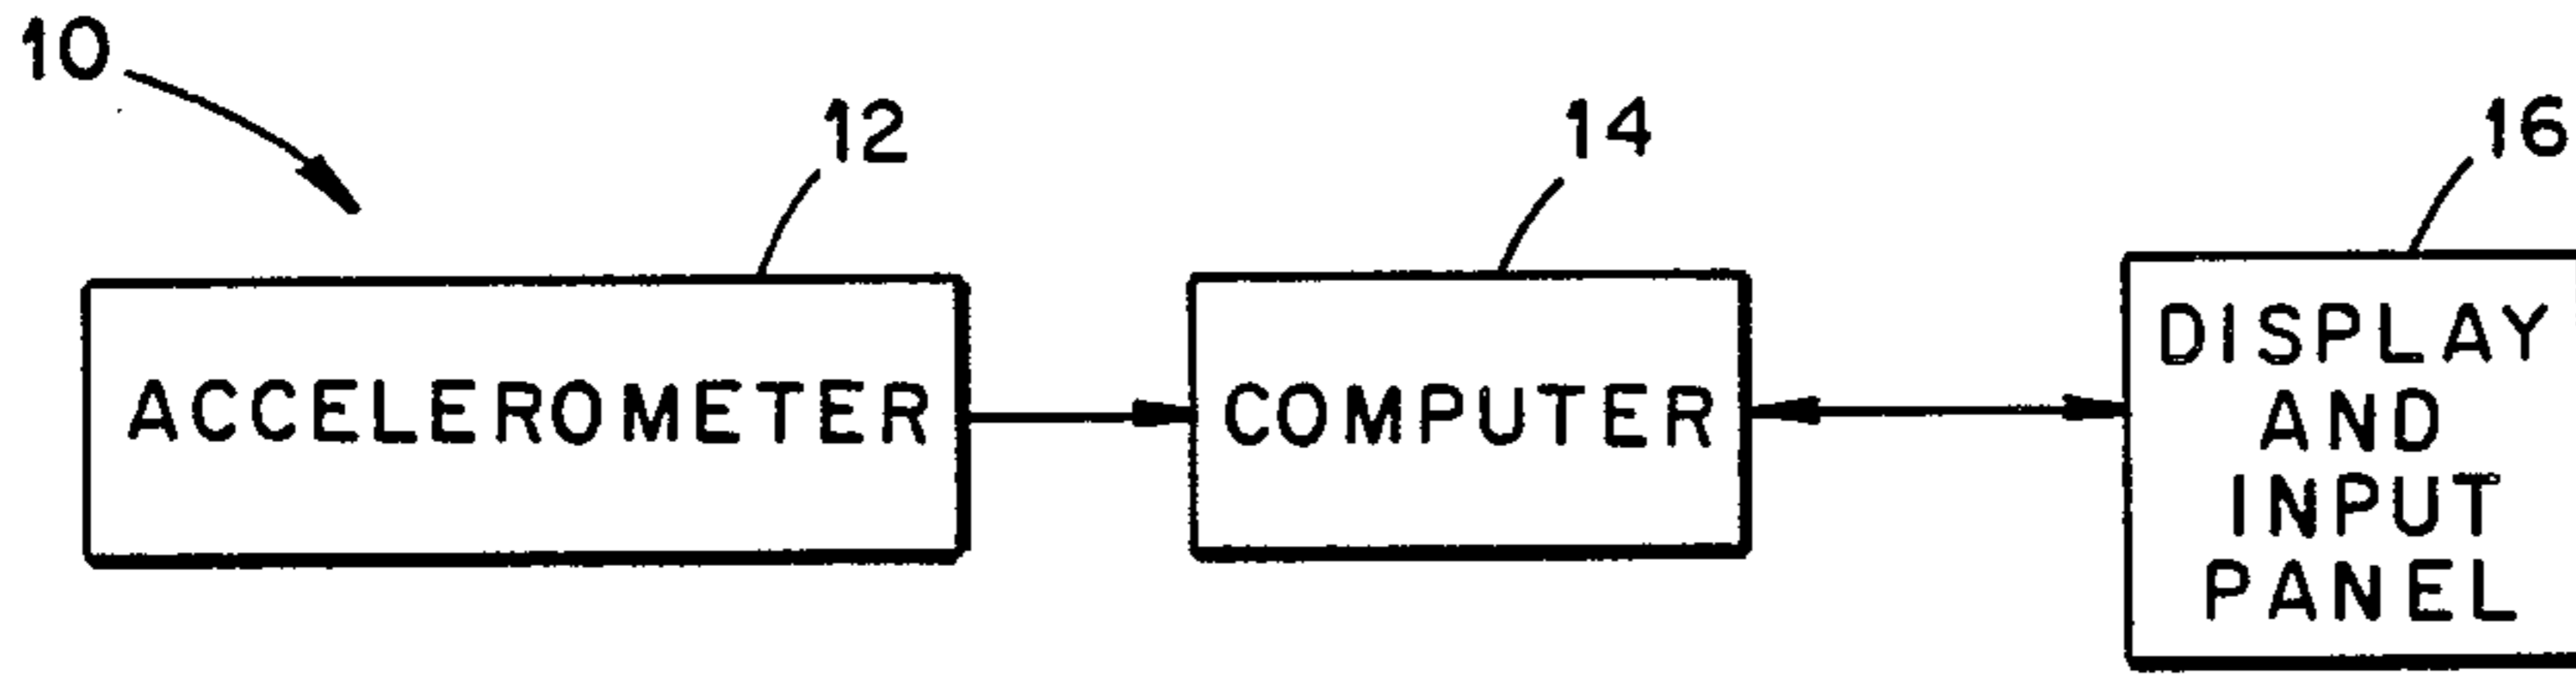 10
12
14
16
ACCELEROMETER
COMPUTER
DISPLAY
AND
INPUT
PANEL